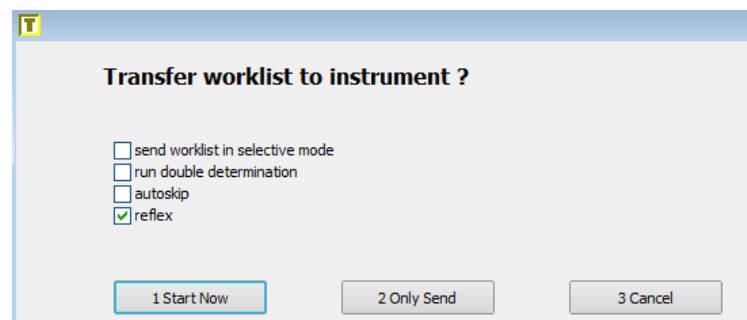 T
Transfer worklist to instrument ?
send worklist in selective mode
run double determination
autoskip
reflex
1 Start Now 2 Only Send 3 Cancel